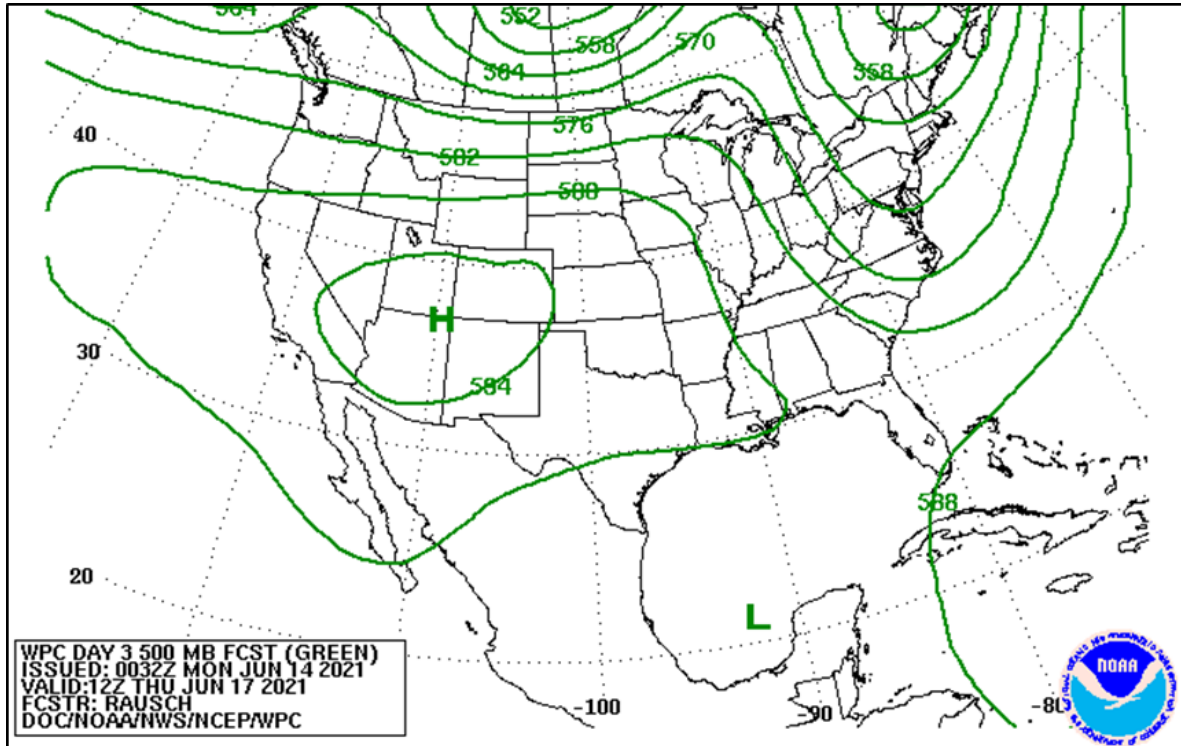 564
552
558
570
564
558
576
40
582
588
H
30
594
588
20
L
WPC DAY 3 500 MB FCST (GREEN)
ISSUED: 0032Z MON JUN 14 2021
VALID:12Z THU JUN 17 2021
FCSTR: RAUSCH
DOC/NOAA/NWS/NCEP/WPC
-100
-90
-80
NOAA